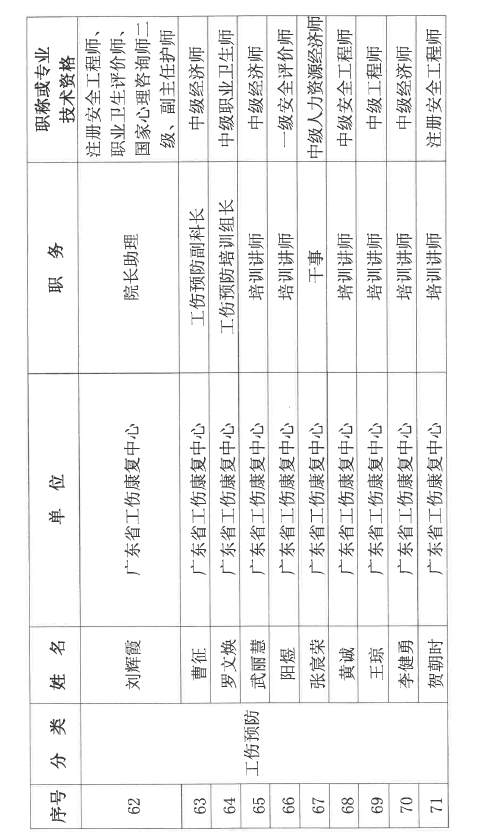 序号 分类 姓名 单位 职务 职称或专业技术资格
62 工伤预防 刘辉霞 广东省工伤康复中心 院长助理 注册安全工程师、职业卫生评价师、国家心理咨询师二级、副主任护师
63 曹征 广东省工伤康复中心 工伤预防副科长 中级经济师
64 罗文焕 广东省工伤康复中心 工伤预防培训组长 中级职业卫生师
65 武丽慧 广东省工伤康复中心 培训讲师 中级经济师
66 阳煜 广东省工伤康复中心 培训讲师 一级安全评价师
67 张宸荣 广东省工伤康复中心 干事 中级人力资源经济师
68 黄诚 广东省工伤康复中心 培训讲师 中级安全工程师
69 王琼 广东省工伤康复中心 培训讲师 中级工程师
70 李健勇 广东省工伤康复中心 培训讲师 中级经济师
71 贺朝时 广东省工伤康复中心 培训讲师 注册安全工程师